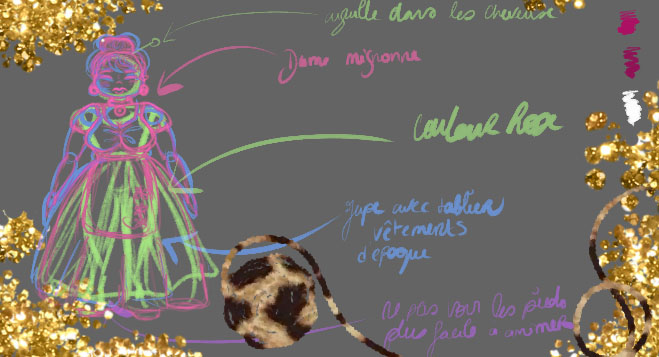 aiguille dans les cheveux
Dame mignonne
Couleur Rose
Jupe avec tablier
vêtements
d'époque
ne pas voir les pieds
plus facile a animer